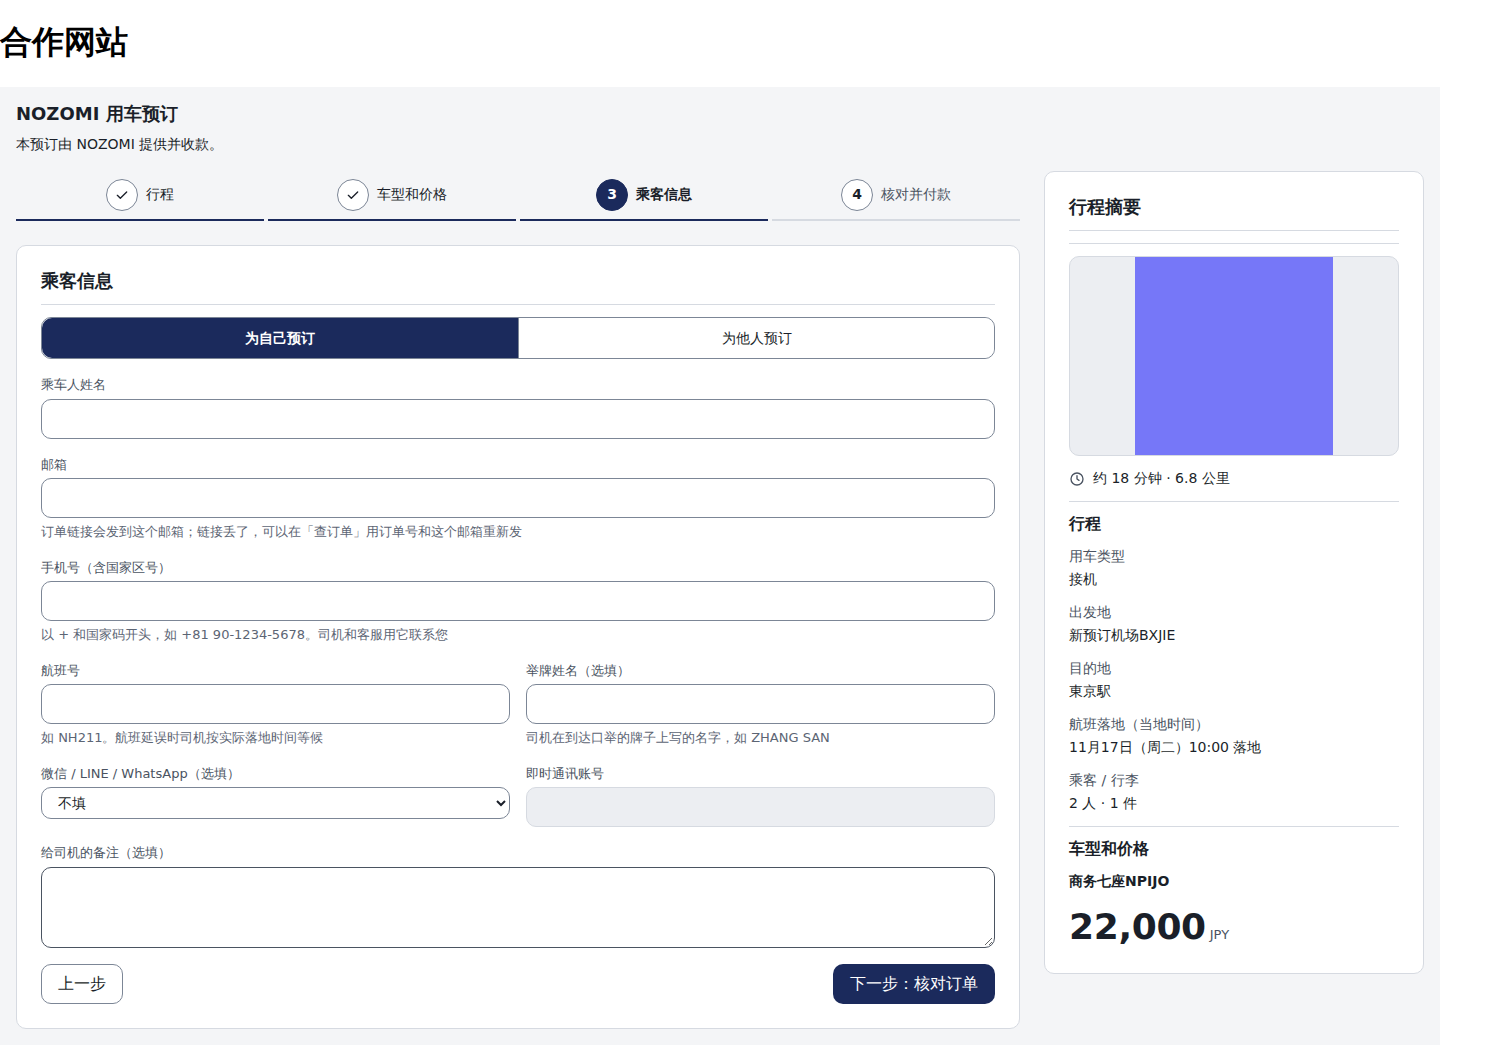 合作网站
NOZOMI 用车预订
本预订由 NOZOMI 提供并收款。
行程
车型和价格
3 乘客信息
4 核对并付款
乘客信息
为自己预订
为他人预订
乘车人姓名
邮箱
订单链接会发到这个邮箱；链接丢了，可以在「查订单」用订单号和这个邮箱重新发
手机号（含国家区号）
以 + 和国家码开头，如 +81 90-1234-5678。司机和客服用它联系您
航班号
举牌姓名（选填）
如 NH211。航班延误时司机按实际落地时间等候
司机在到达口举的牌子上写的名字，如 ZHANG SAN
微信 / LINE / WhatsApp（选填）
即时通讯账号
不填
给司机的备注（选填）
上一步
下一步：核对订单
行程摘要
约 18 分钟 · 6.8 公里
行程
用车类型
接机
出发地
新预订机场BXJIE
目的地
東京駅
航班落地（当地时间）
11月17日（周二）10:00 落地
乘客 / 行李
2 人 · 1 件
车型和价格
商务七座NPIJO
22,000 JPY